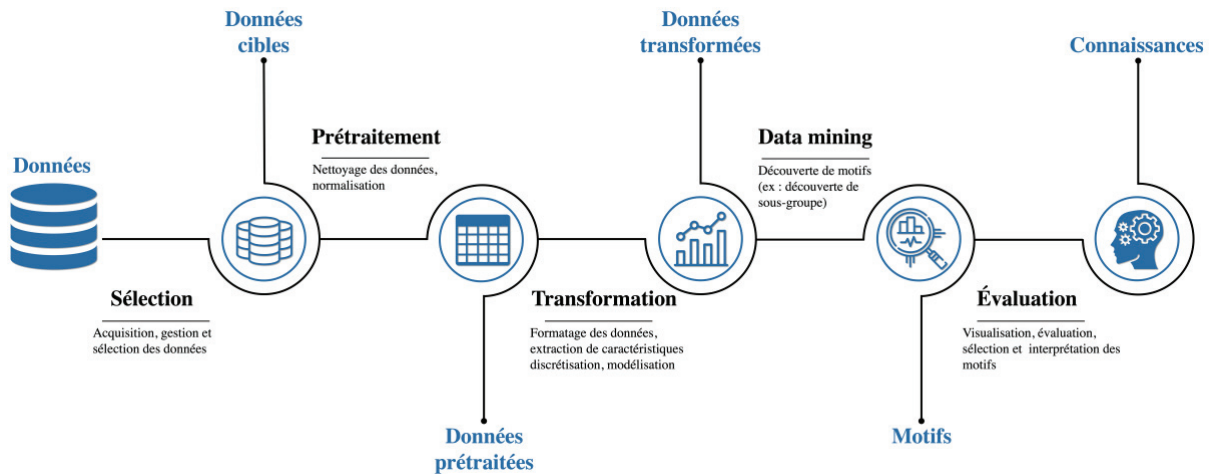 Données
Sélection
Acquisition, gestion et
sélection des données
Données
cibles
Prétraitement
Nettoyage des données,
normalisation
Données
prétraitées
Transformation
Formatage des données,
extraction de caractéristiques
discrétisation, modélisation
Données
transformées
Data mining
Découverte de motifs
(ex : découverte de
sous-groupe)
Motifs
Évaluation
Visualisation, évaluation,
sélection et interprétation des
motifs
Connaissances